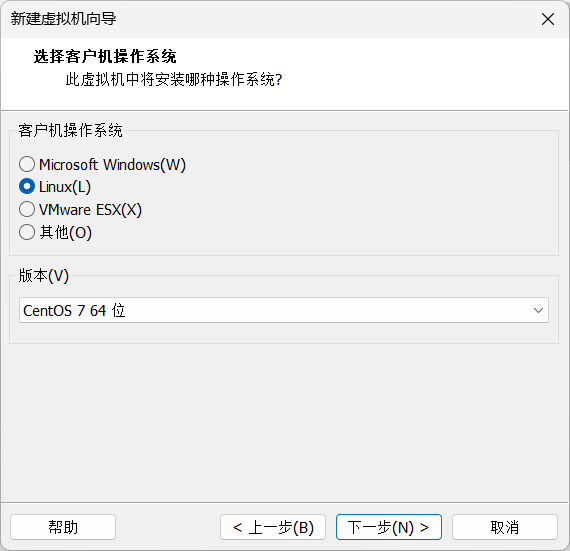 新建虚拟机向导
选择客户机操作系统
此虚拟机中将安装哪种操作系统?
客户机操作系统
Microsoft Windows(W)
Linux(L)
VMware ESX(X)
其他(O)
版本(V)
CentOS 7 64 位
帮助
< 上一步(B)
下一步(N) >
取消